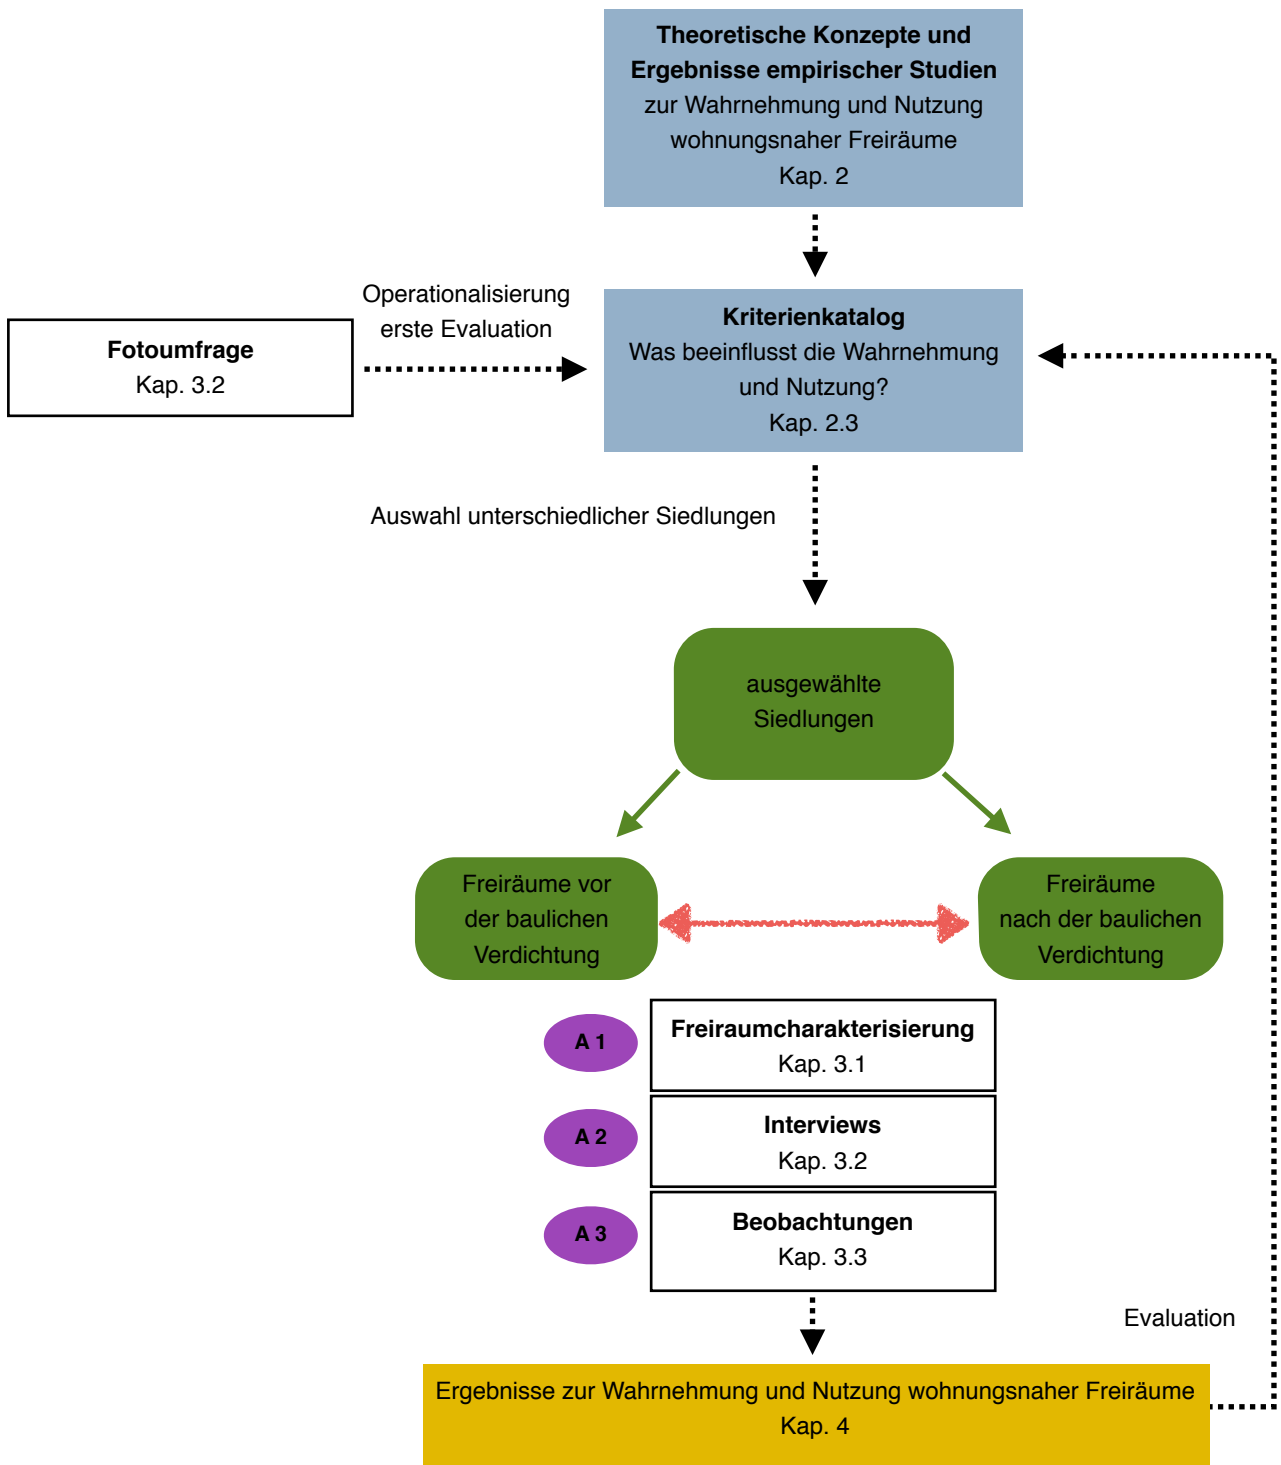 Theoretische Konzepte und
Ergebnisse empirischer Studien
zur Wahrnehmung und Nutzung
wohnungsnaher Freiräume
Kap. 2
Operationalisierung
erste Evaluation
Fotoumfrage
Kap. 3.2
Kriterienkatalog
Was beeinflusst die Wahrnehmung
und Nutzung?
Kap. 2.3
Auswahl unterschiedlicher Siedlungen
ausgewählte
Siedlungen
Freiräume vor
der baulichen
Verdichtung
Freiräume
nach der baulichen
Verdichtung
A 1
Freiraumcharakterisierung
Kap. 3.1
A 2
Interviews
Kap. 3.2
A 3
Beobachtungen
Kap. 3.3
Evaluation
Ergebnisse zur Wahrnehmung und Nutzung wohnungsnaher Freiräume
Kap. 4